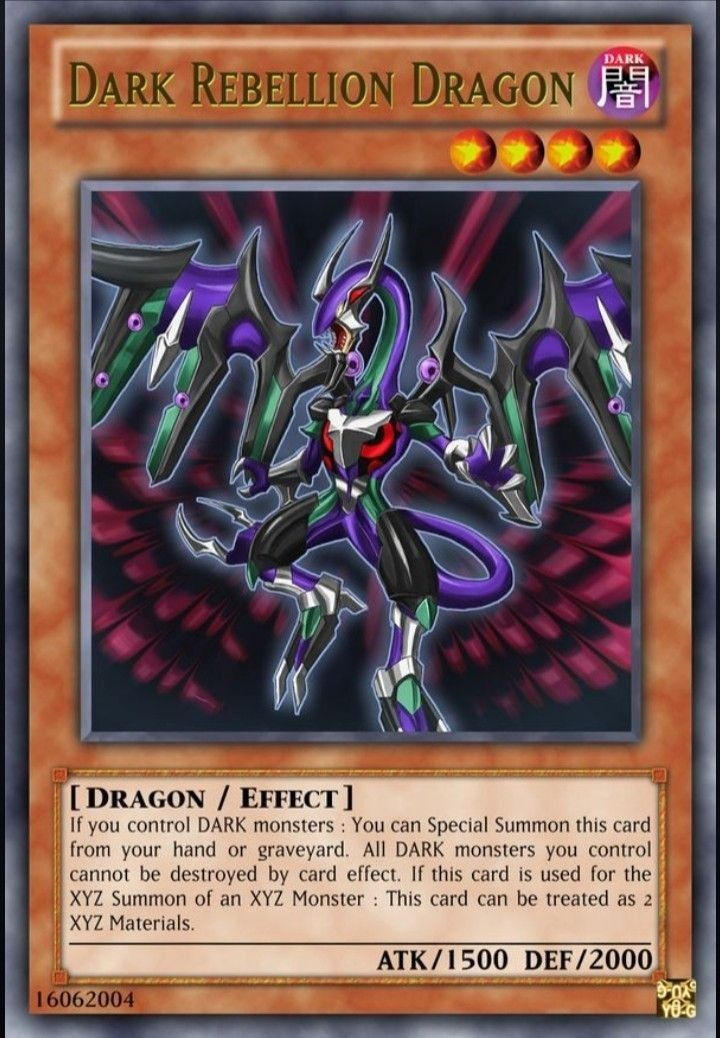 DARK REBELLION DRAGON
DARK
闇
[ DRAGON / EFFECT ]
If you control DARK monsters : You can Special Summon this card
from your hand or graveyard. All DARK monsters you control
cannot be destroyed by card effect. If this card is used for the
XYZ Summon of an XYZ Monster : This card can be treated as 2
XYZ Materials.
ATK/1500 DEF/2000
16062004